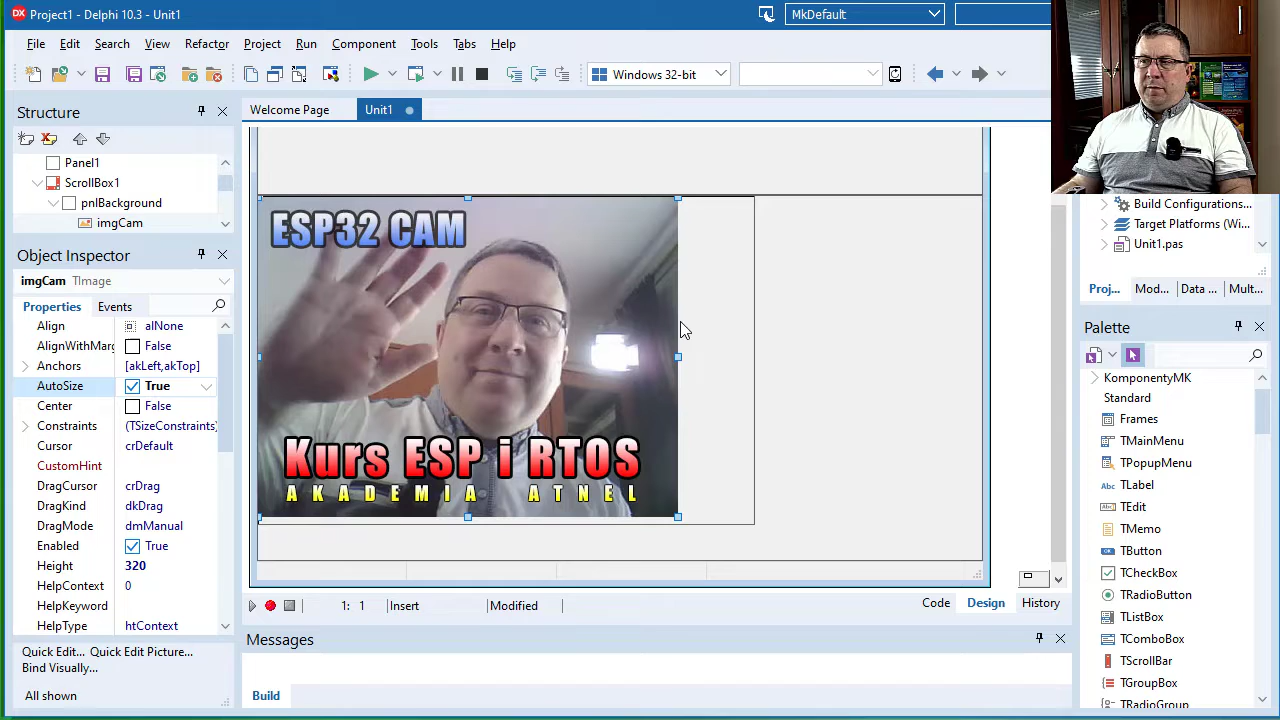 Project1 - Delphi 10.3 - Unit1
MkDefault
File Edit Search View Refactor Project Run Component Tools Tabs Help
Windows 32-bit
Structure
Welcome Page
Unit1
Panel1
ScrollBox1
pnlBackground
imgCam
Object Inspector
imgCam TImage
Properties
Events
Align alNone
AlignWithMarg False
Anchors [akLeft,akTop]
AutoSize True
Center False
Constraints (TSizeConstraints)
Cursor crDefault
CustomHint
DragCursor crDrag
DragKind dkDrag
DragMode dmManual
Enabled True
Height 320
HelpContext 0
HelpKeyword
HelpType htContext
Quick Edit... Quick Edit Picture...
Bind Visually...
All shown
ESP32 CAM
Kurs ESP i RTOS
AKADEMIA ATNEL
1: 1
Insert
Modified
Code
Design
History
Messages
Build
Build Configurations...
Target Platforms (Wi...
Unit1.pas
Proj...
Mod...
Data ...
Mult...
Palette
KomponentyMK
Standard
Frames
TMainMenu
TPopupMenu
Abc TLabel
TEdit
TMemo
OK TButton
TCheckBox
TRadioButton
TListBox
TComboBox
TScrollBar
TGroupBox
TRadioGroup